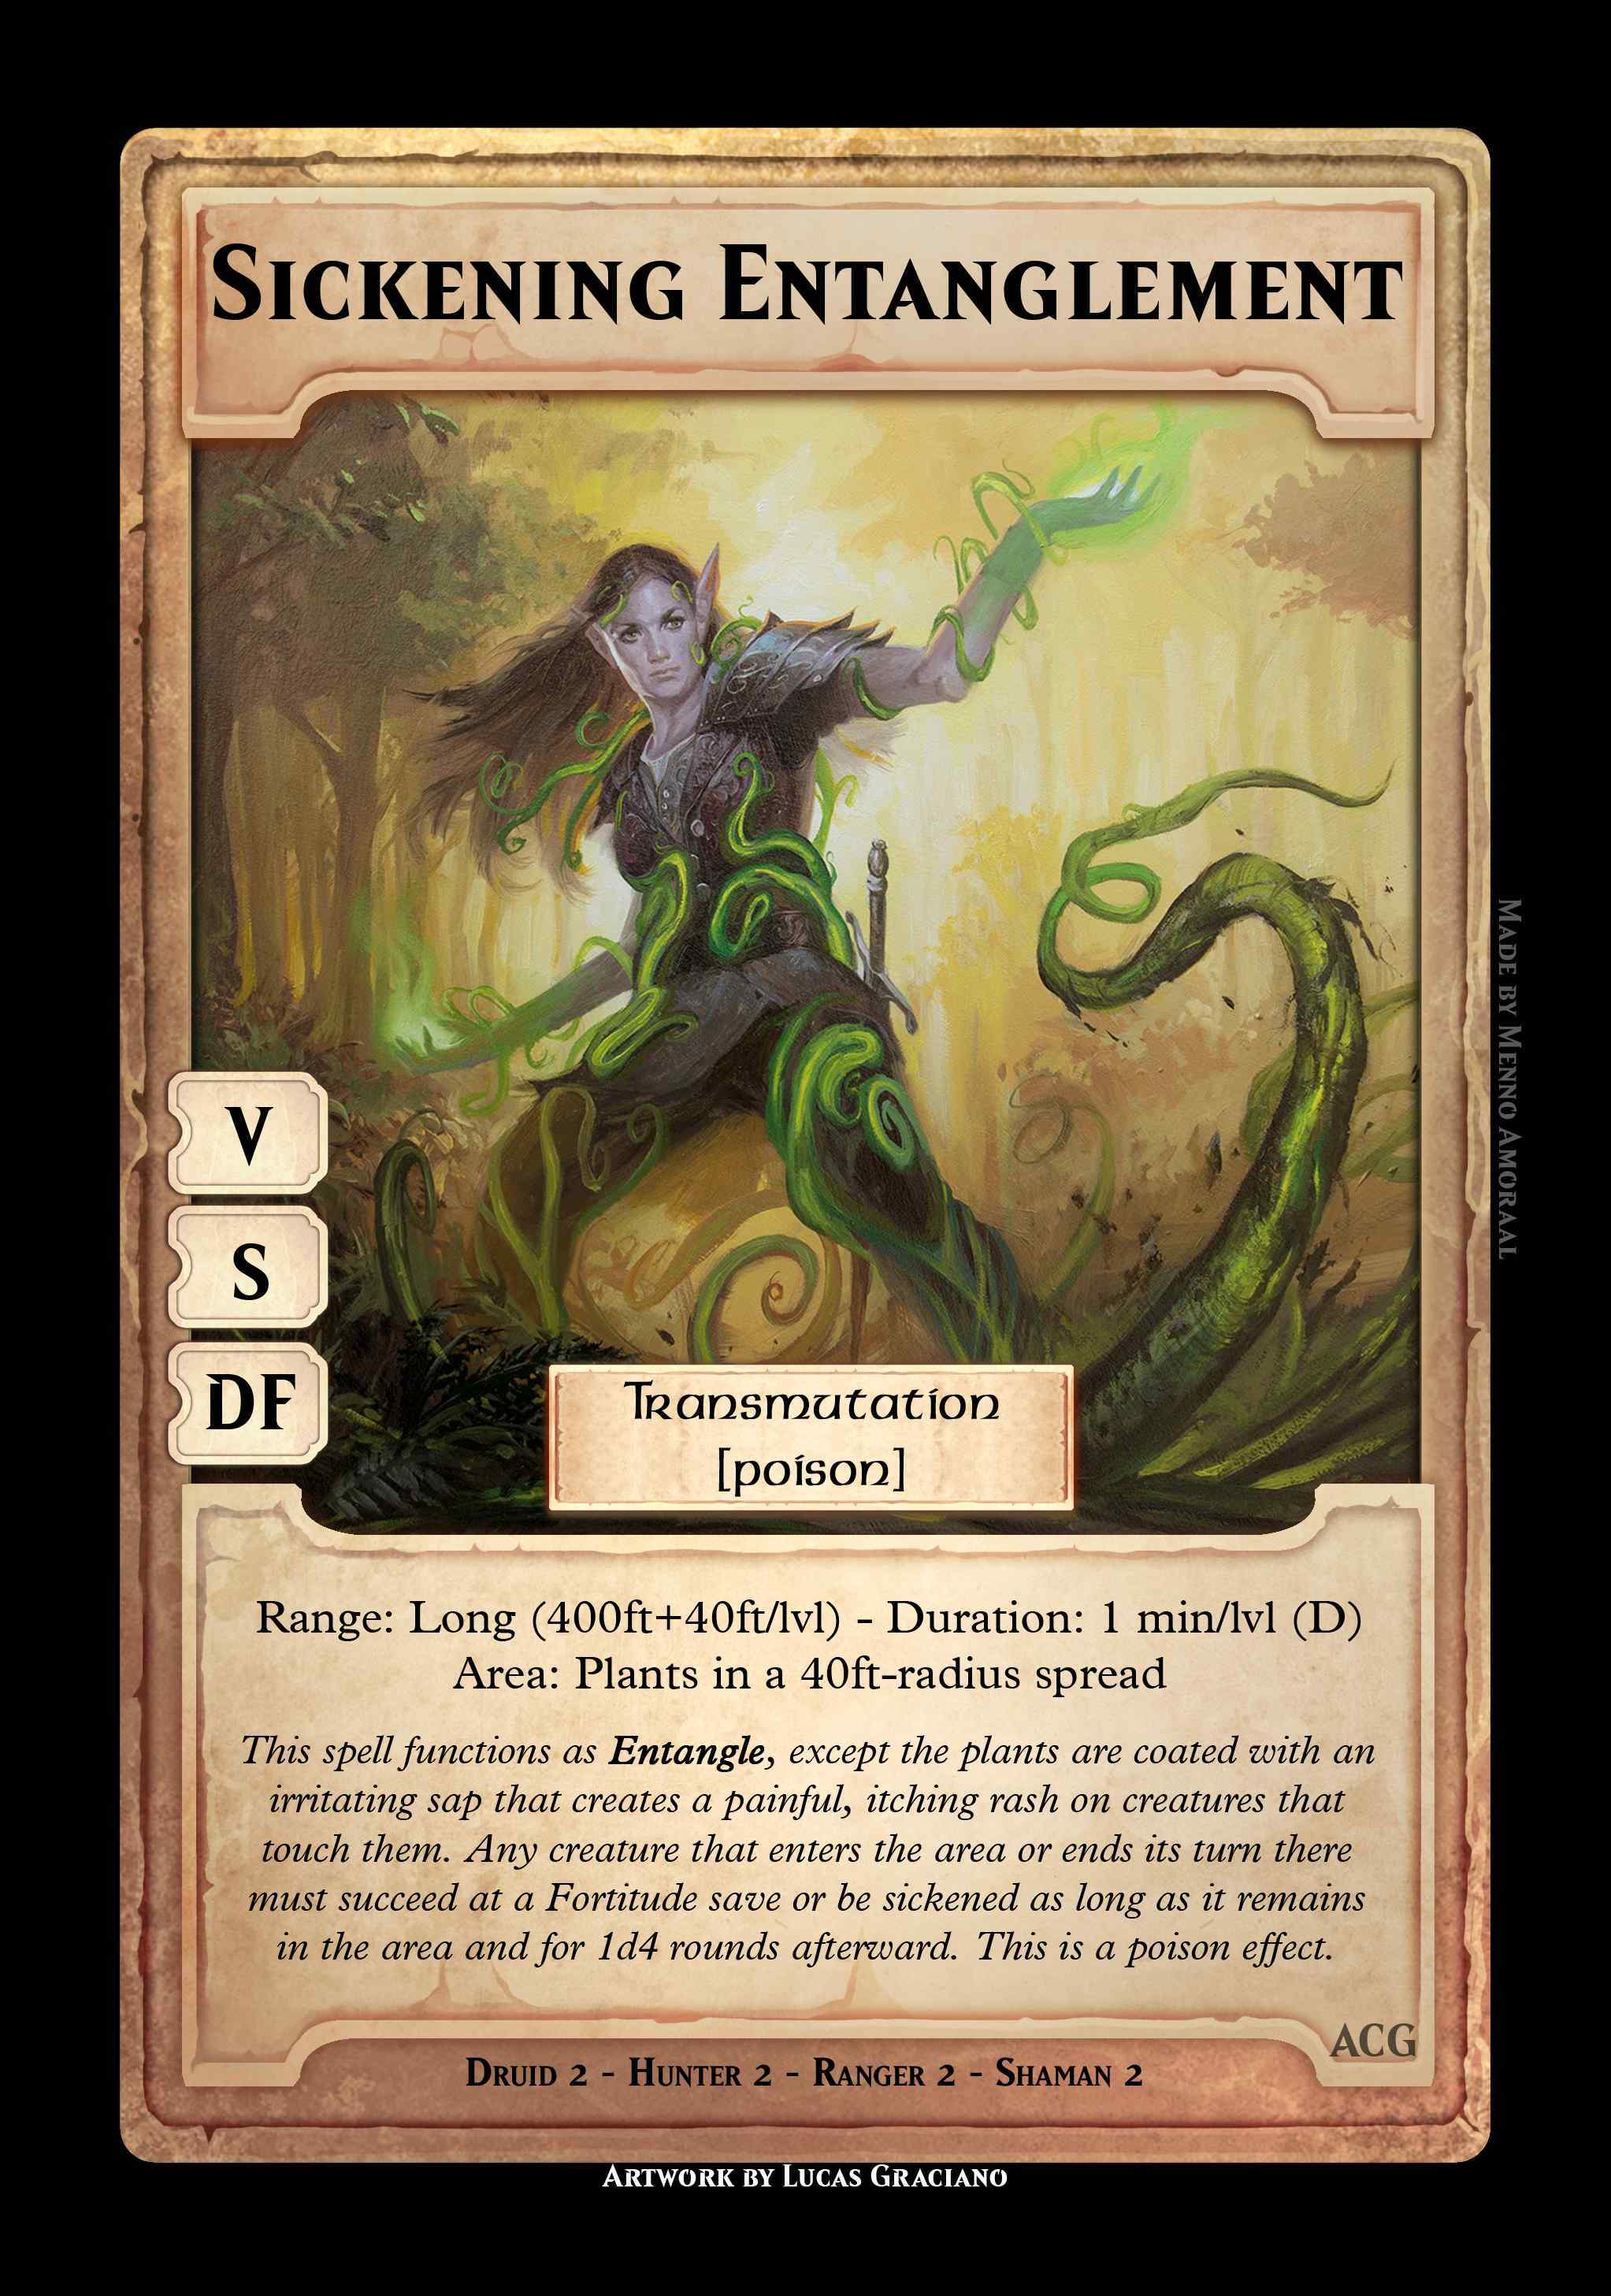 Sickening Entanglement
V
S
DF
Transmutation
[poison]
Range: Long (400ft+40ft/lvl) - Duration: 1 min/lvl (D)
Area: Plants in a 40ft-radius spread
This spell functions as Entangle, except the plants are coated with an
irritating sap that creates a painful, itching rash on creatures that
touch them. Any creature that enters the area or ends its turn there
must succeed at a Fortitude save or be sickened as long as it remains
in the area and for 1d4 rounds afterward. This is a poison effect.
ACG
Druid 2 - Hunter 2 - Ranger 2 - Shaman 2
Artwork by Lucas Graciano
Made by Menno Amoraal